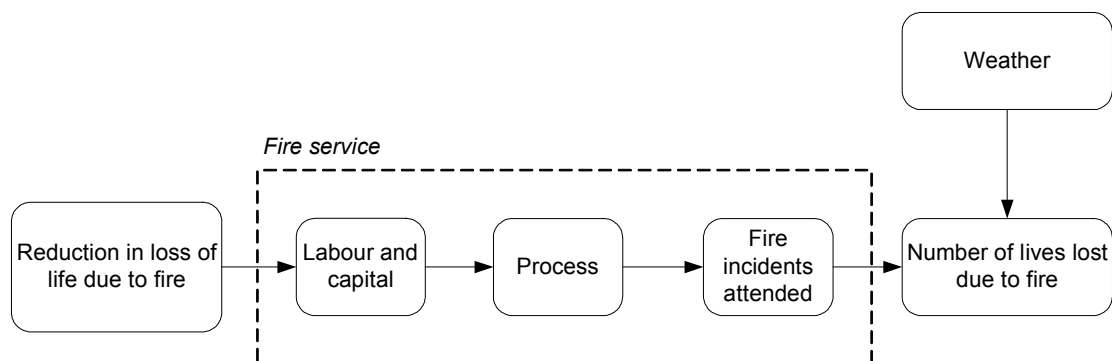 Weather
Fire service
Reduction in loss of
life due to fire
Labour and
capital
Process
Fire
incidents
attended
Number of lives lost
due to fire